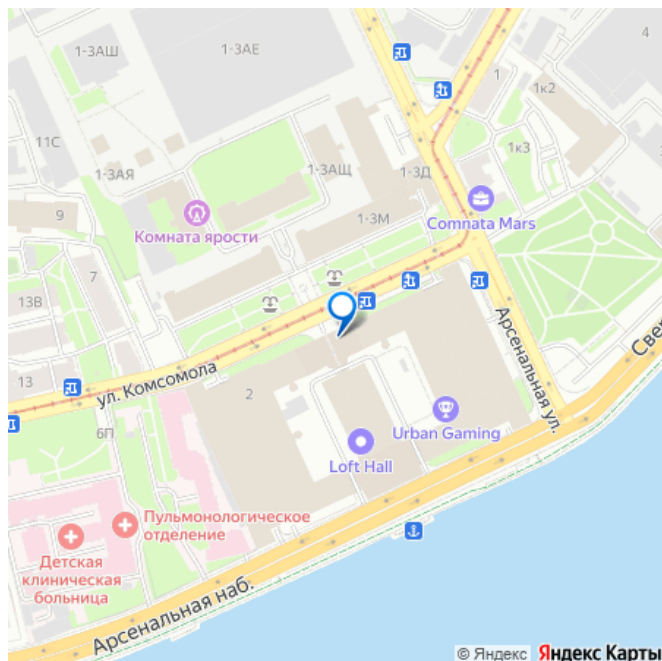 4
1-3АЕ
1-3АШ
1
1к2
11С
1к3
1-3АЩ
1-3АЯ
1-3Д
9
Comnata Mars
1-3М
Комната ярости
7
13В
Арсенальная ул.
Свер
13
ул. Комсомола
2
6П
Urban Gaming
Loft Hall
Пульмонологическое
отделение
Детская
клиническая
больница
Арсенальная наб.
© Яндекс Яндекс Карты